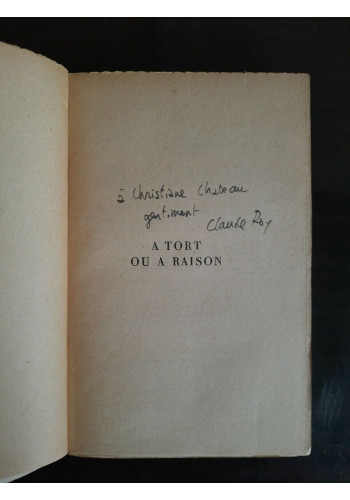 à Christiane Chateau
gentiment
Claude Roy
A TORT
OU A RAISON